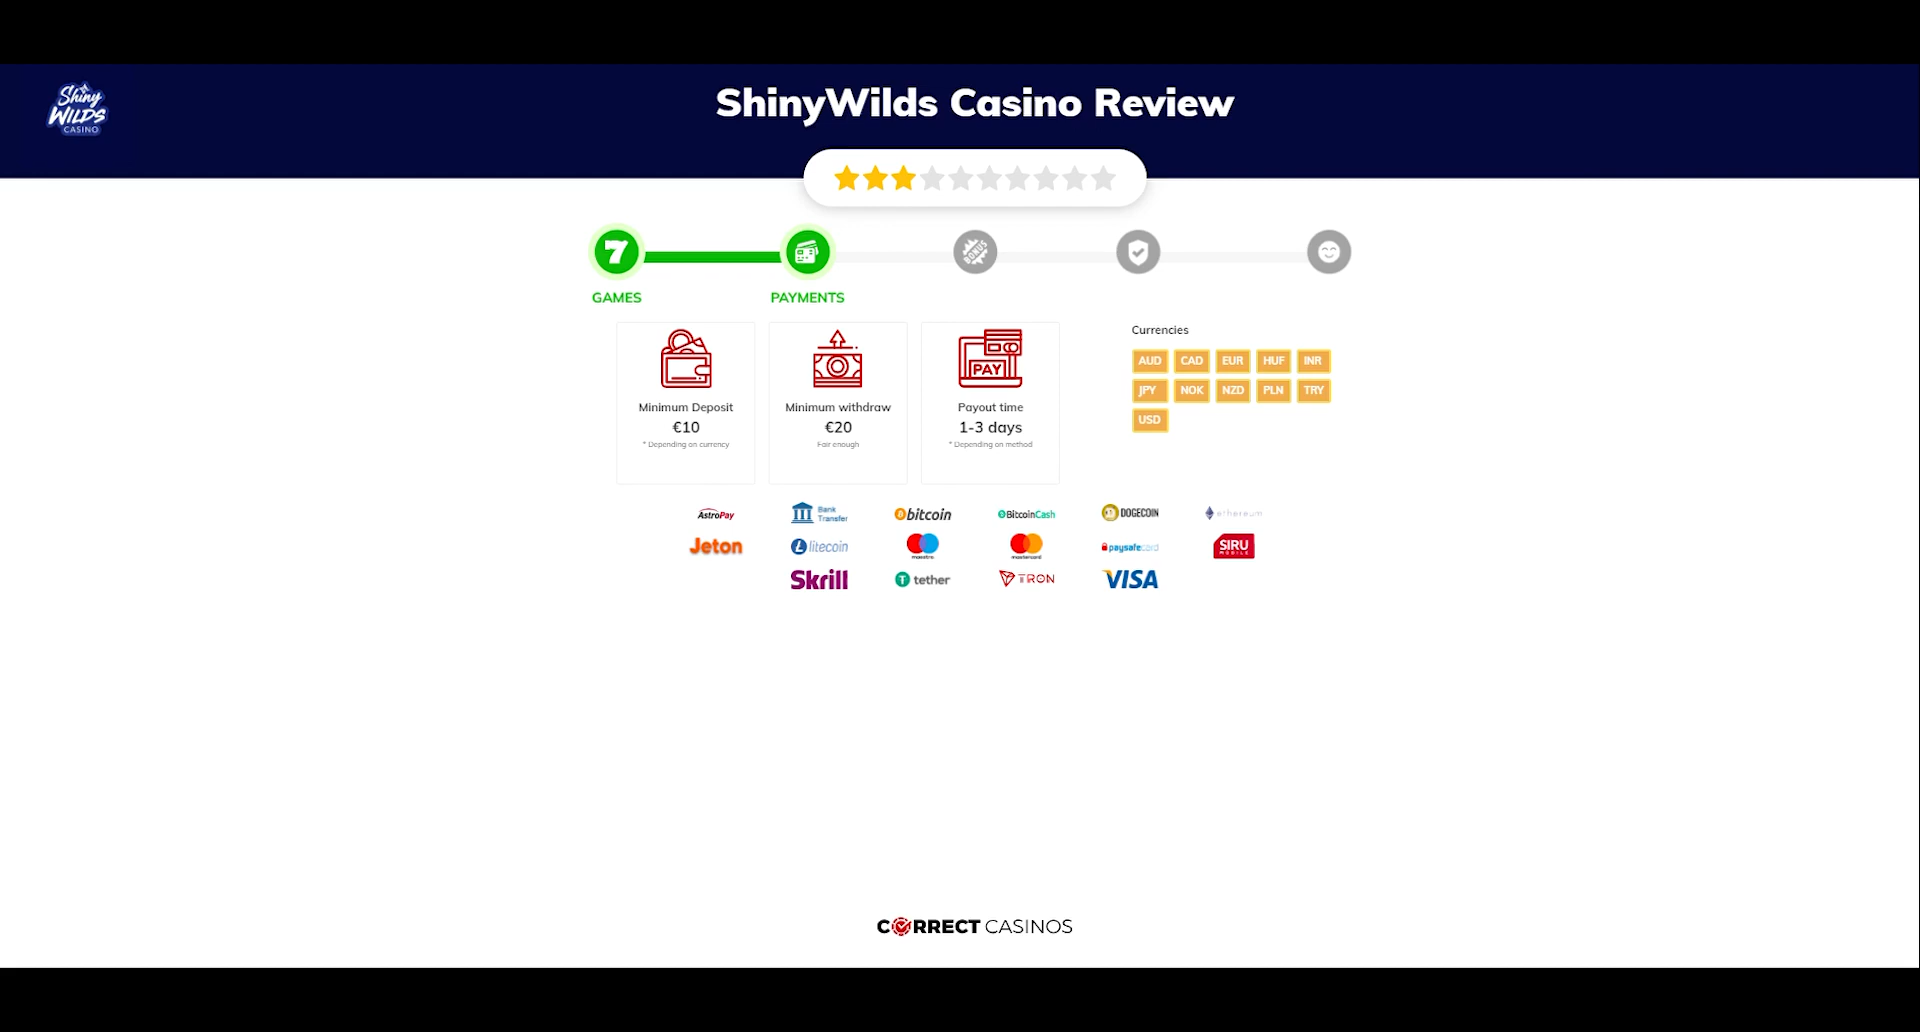 Shiny
WILDS
CASINO
ShinyWilds Casino Review
7
BONUS
GAMES
PAYMENTS
PAY
Minimum Deposit
€10
* Depending on currency
Minimum withdraw
€20
Fair enough
Payout time
1-3 days
* Depending on method
Currencies
AUD CAD EUR HUF INR
JPY NOK NZD PLN TRY
USD
AstroPay Bank Transfer bitcoin BitcoinCash DOGECOIN ethereum
Jeton litecoin maestro mastercard paysafecard SIRU MOBILE
Skrill tether TRON VISA
CORRECT CASINOS